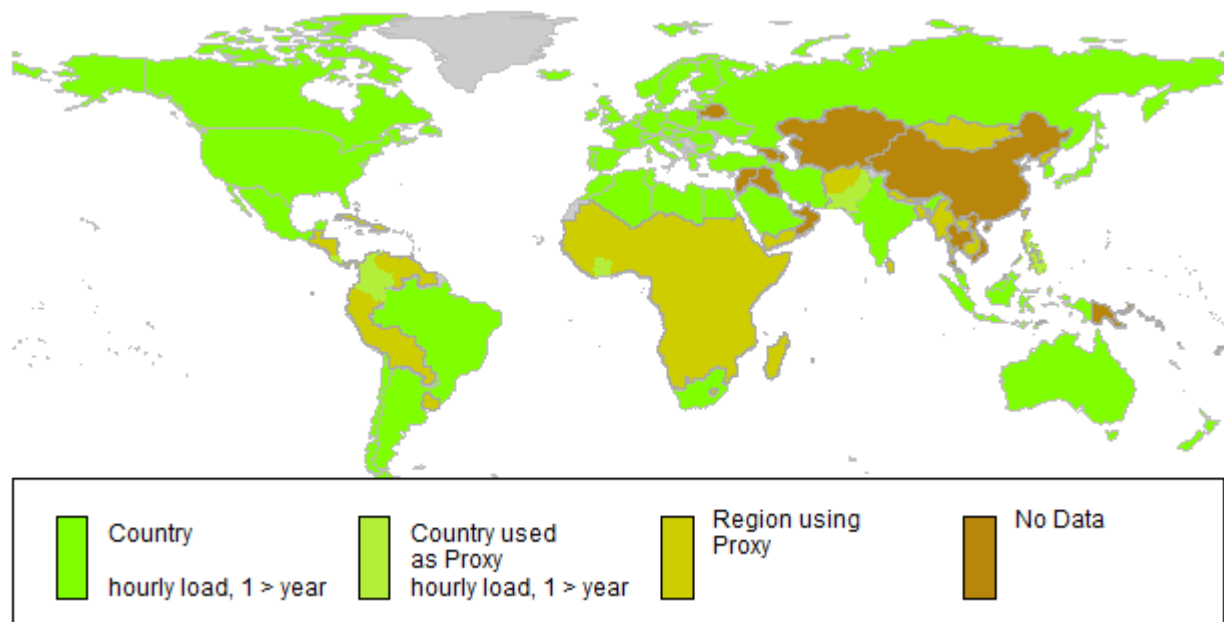 Country
hourly load, 1 > year
Country used
as Proxy
hourly load, 1 > year
Region using
Proxy
No Data